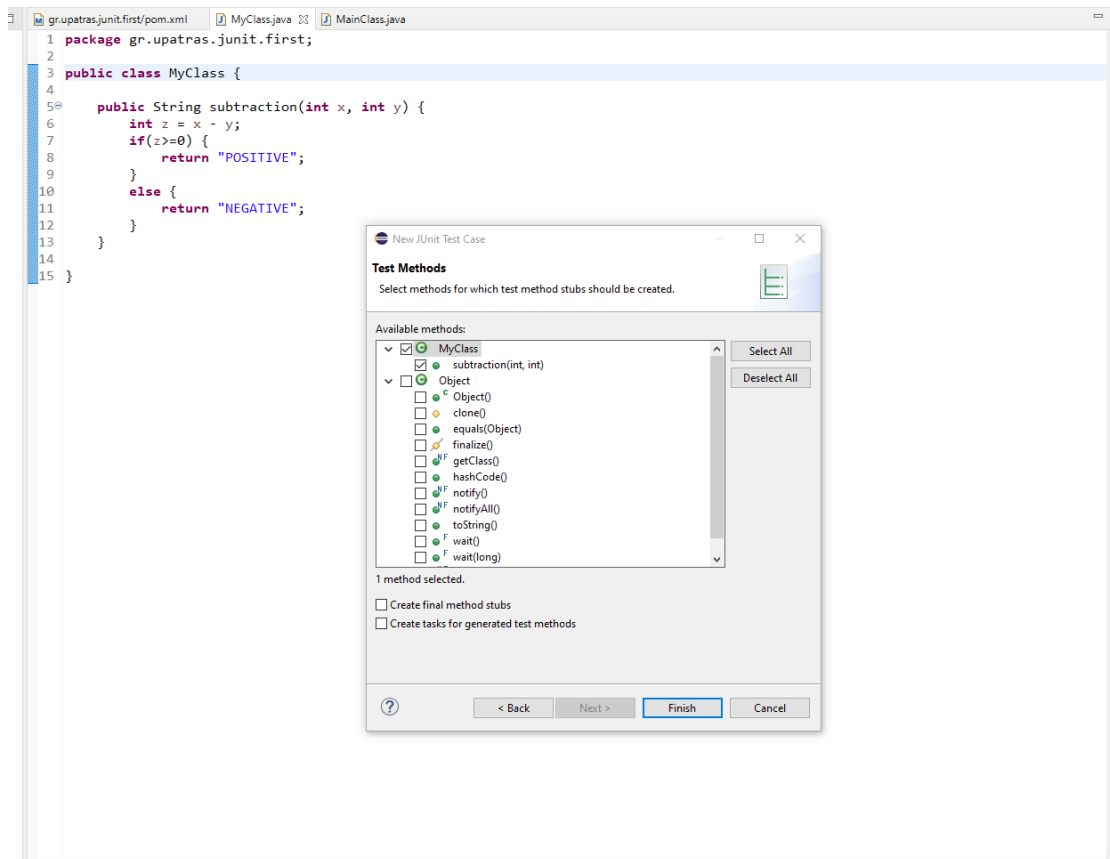 gr.upatras.junit.first/pom.xml MyClass.java MainClass.java
1 package gr.upatras.junit.first;
2
3 public class MyClass {
4
5 public String subtraction(int x, int y) {
6 int z = x - y;
7 if(z>=0) {
8 return "POSITIVE";
9 }
10 else {
11 return "NEGATIVE";
12 }
13 }
14
15 }
New JUnit Test Case
Test Methods
Select methods for which test method stubs should be created.
Available methods:
MyClass
subtraction(int, int)
Object
Object()
clone()
equals(Object)
finalize()
getClass()
hashCode()
notify()
notifyAll()
toString()
wait()
wait(long)
Select All
Deselect All
1 method selected.
Create final method stubs
Create tasks for generated test methods
? < Back Next > Finish Cancel